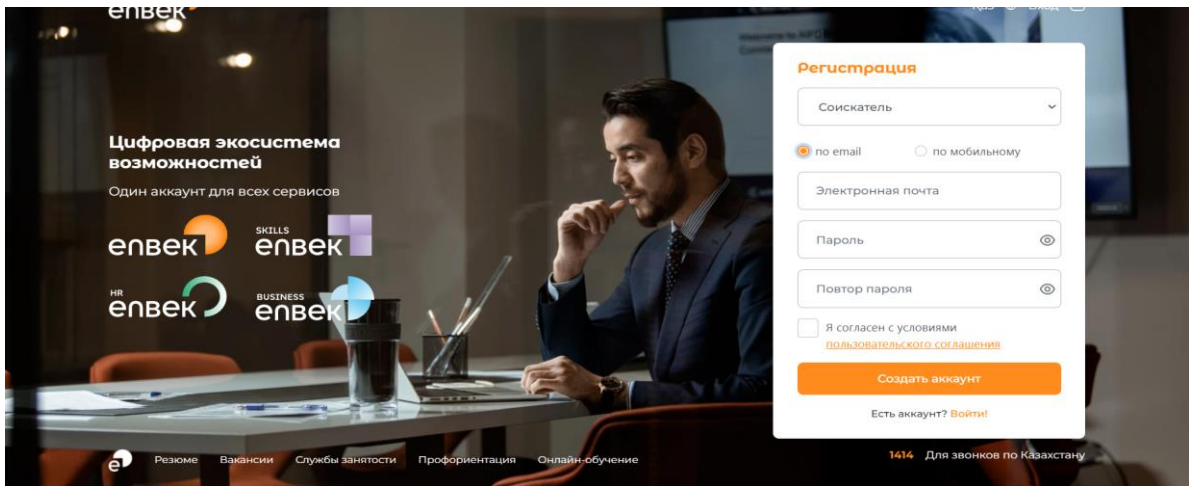 enbek
Қаз
Вход
Цифровая экосистема
возможностей
Один аккаунт для всех сервисов
enbek
SKILLS
enbek
HR
enbek
BUSINESS
enbek
Регистрация
Соискатель
по email
по мобильному
Электронная почта
Пароль
Повтор пароля
Я согласен с условиями
пользовательского соглашения
Создать аккаунт
Есть аккаунт? Войти!
e
Резюме
Вакансии
Службы занятости
Профориентация
Онлайн-обучение
1414 Для звонков по Казахстану